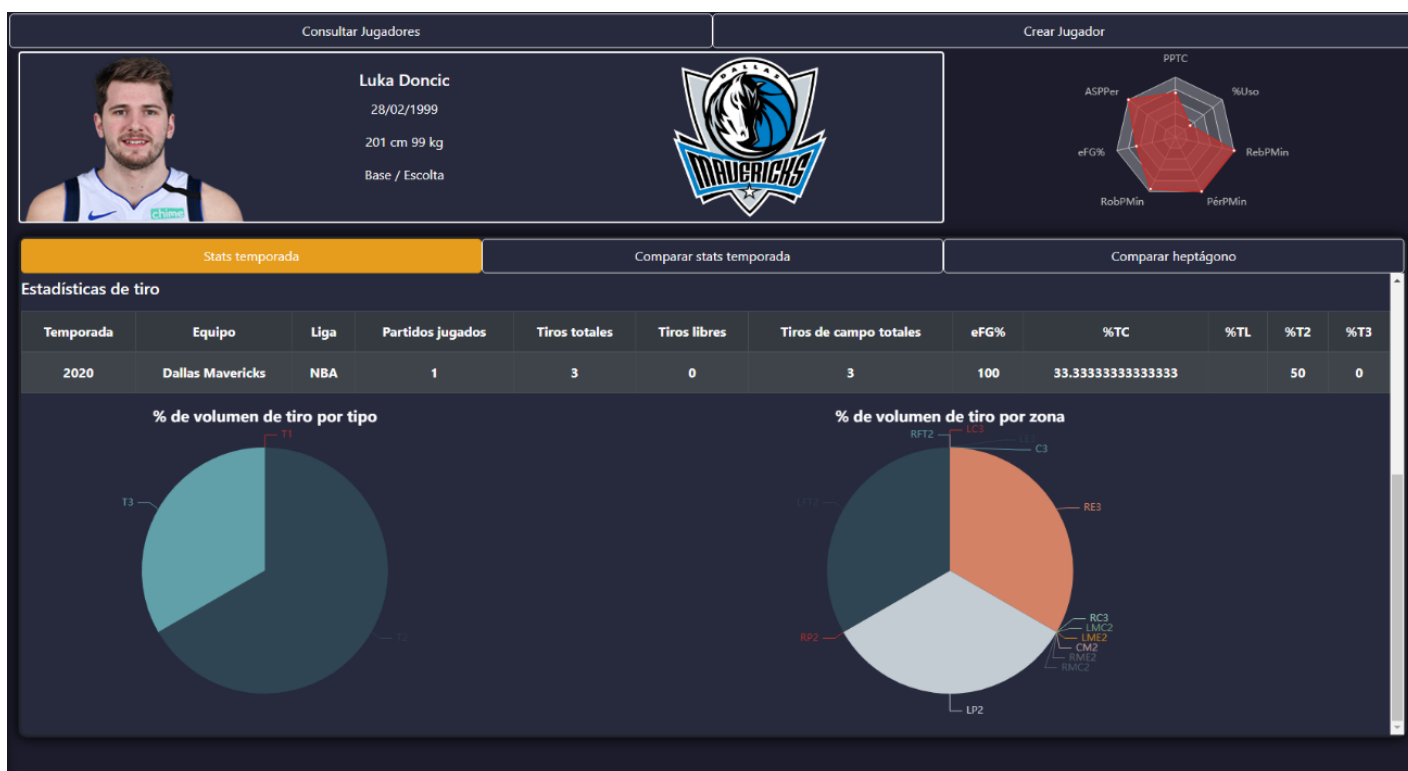 Consultar Jugadores
Crear Jugador
Luka Doncic
28/02/1999
201 cm 99 kg
Base / Escolta
chime
DALLAS
MAVERICKS
PPTC
%Uso
RebPMin
PérPMin
RobPMin
eFG%
ASPPer
Stats temporada
Comparar stats temporada
Comparar heptágono
Estadísticas de tiro
Temporada Equipo Liga Partidos jugados Tiros totales Tiros libres Tiros de campo totales eFG% %TC %TL %T2 %T3
2020 Dallas Mavericks NBA 1 3 0 3 100 33.33333333333333 50 0
% de volumen de tiro por tipo
T1
T3
T2
% de volumen de tiro por zona
RFT2
LC3
LE3
C3
LFT2
RE3
RP2
RC3
LMC2
LME2
CM2
RME2
RMC2
LP2